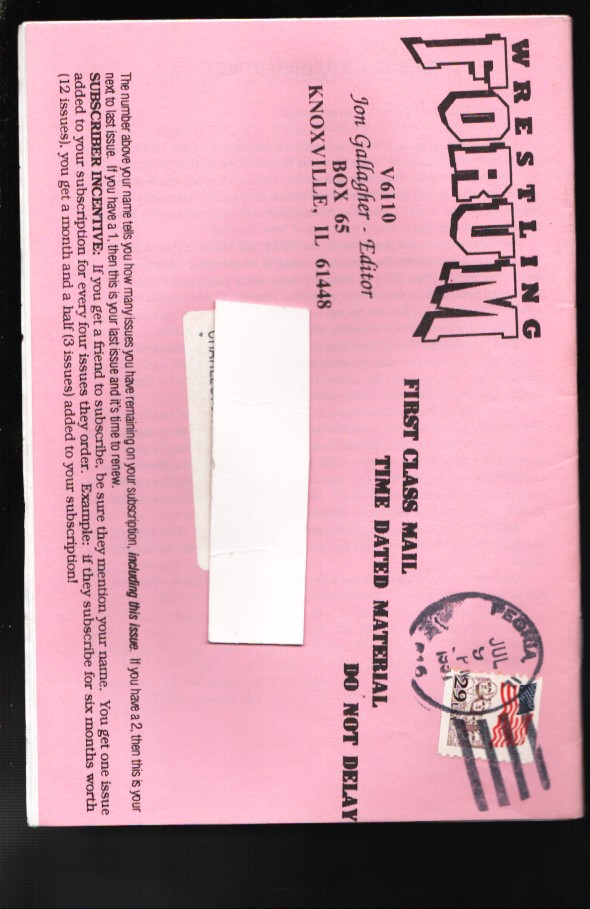 WRESTLING
FORUM
V6110
Jon Gallagher - Editor
BOX 65
KNOXVILLE, IL 61448
FIRST CLASS MAIL
TIME DATED MATERIAL
DO NOT DELAY
PEORIA
JUL
1991
29
The number above your name tells you how many issues you have remaining on your subscription, including this issue. If you have a 2, then this is your
next to last issue. If you have a 1, then this is your last issue and it's time to renew.
SUBSCRIBER INCENTIVE: If you get a friend to subscribe, be sure they mention your name. You get one issue
added to your subscription for every four issues they order. Example: if they subscribe for six months worth
(12 issues), you get a month and a half (3 issues) added to your subscription!